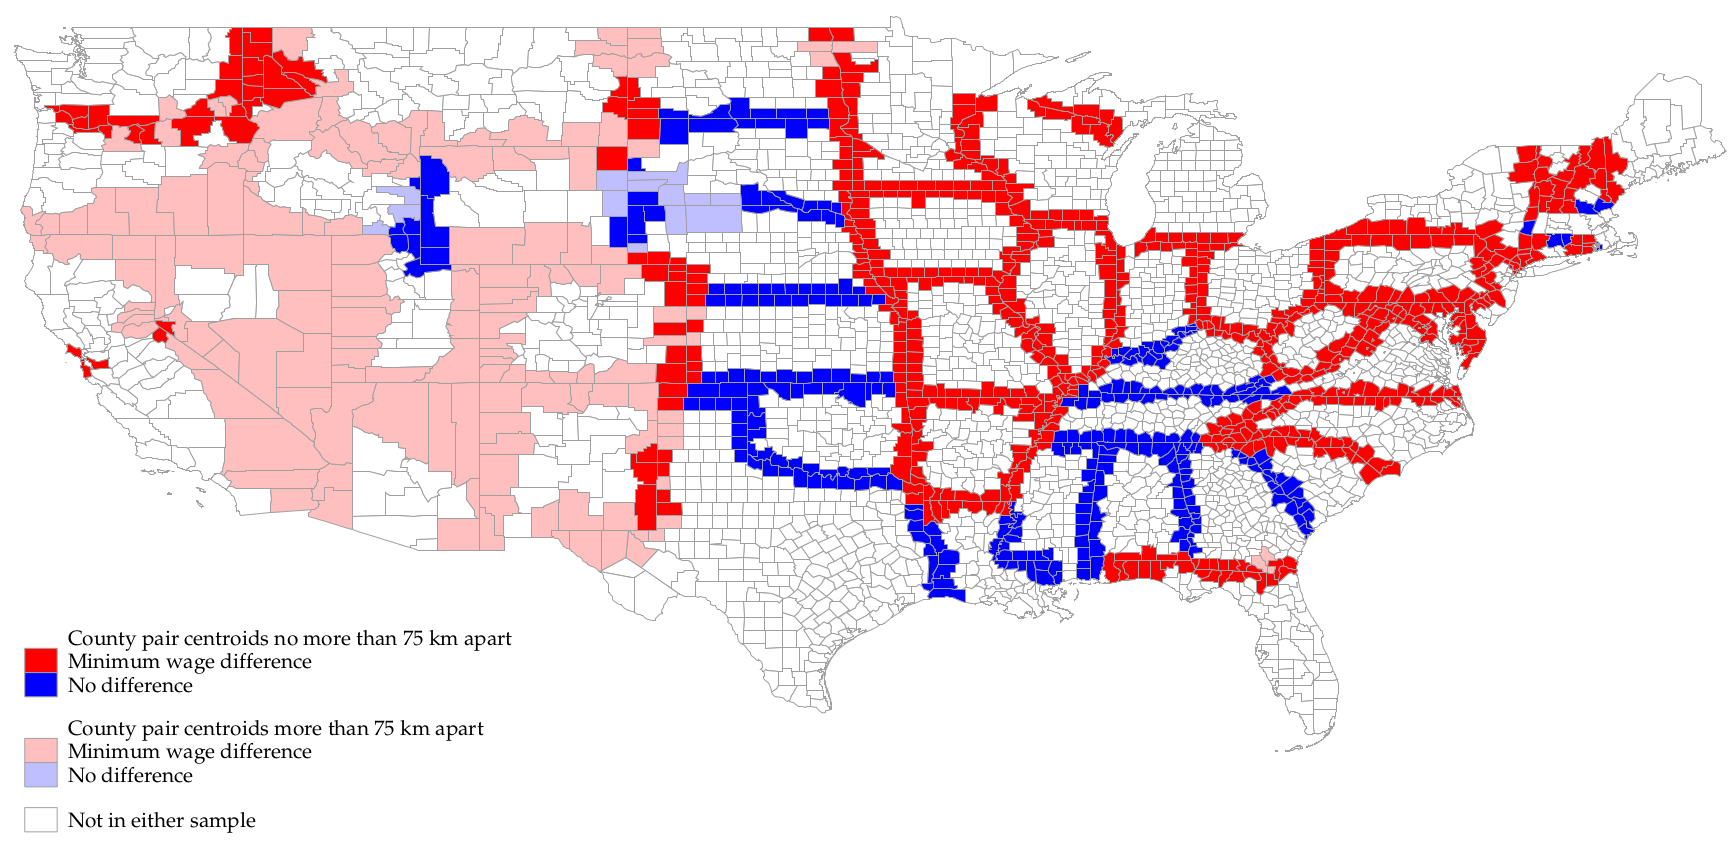 County pair centroids no more than 75 km apart
Minimum wage difference
No difference
County pair centroids more than 75 km apart
Minimum wage difference
No difference
Not in either sample